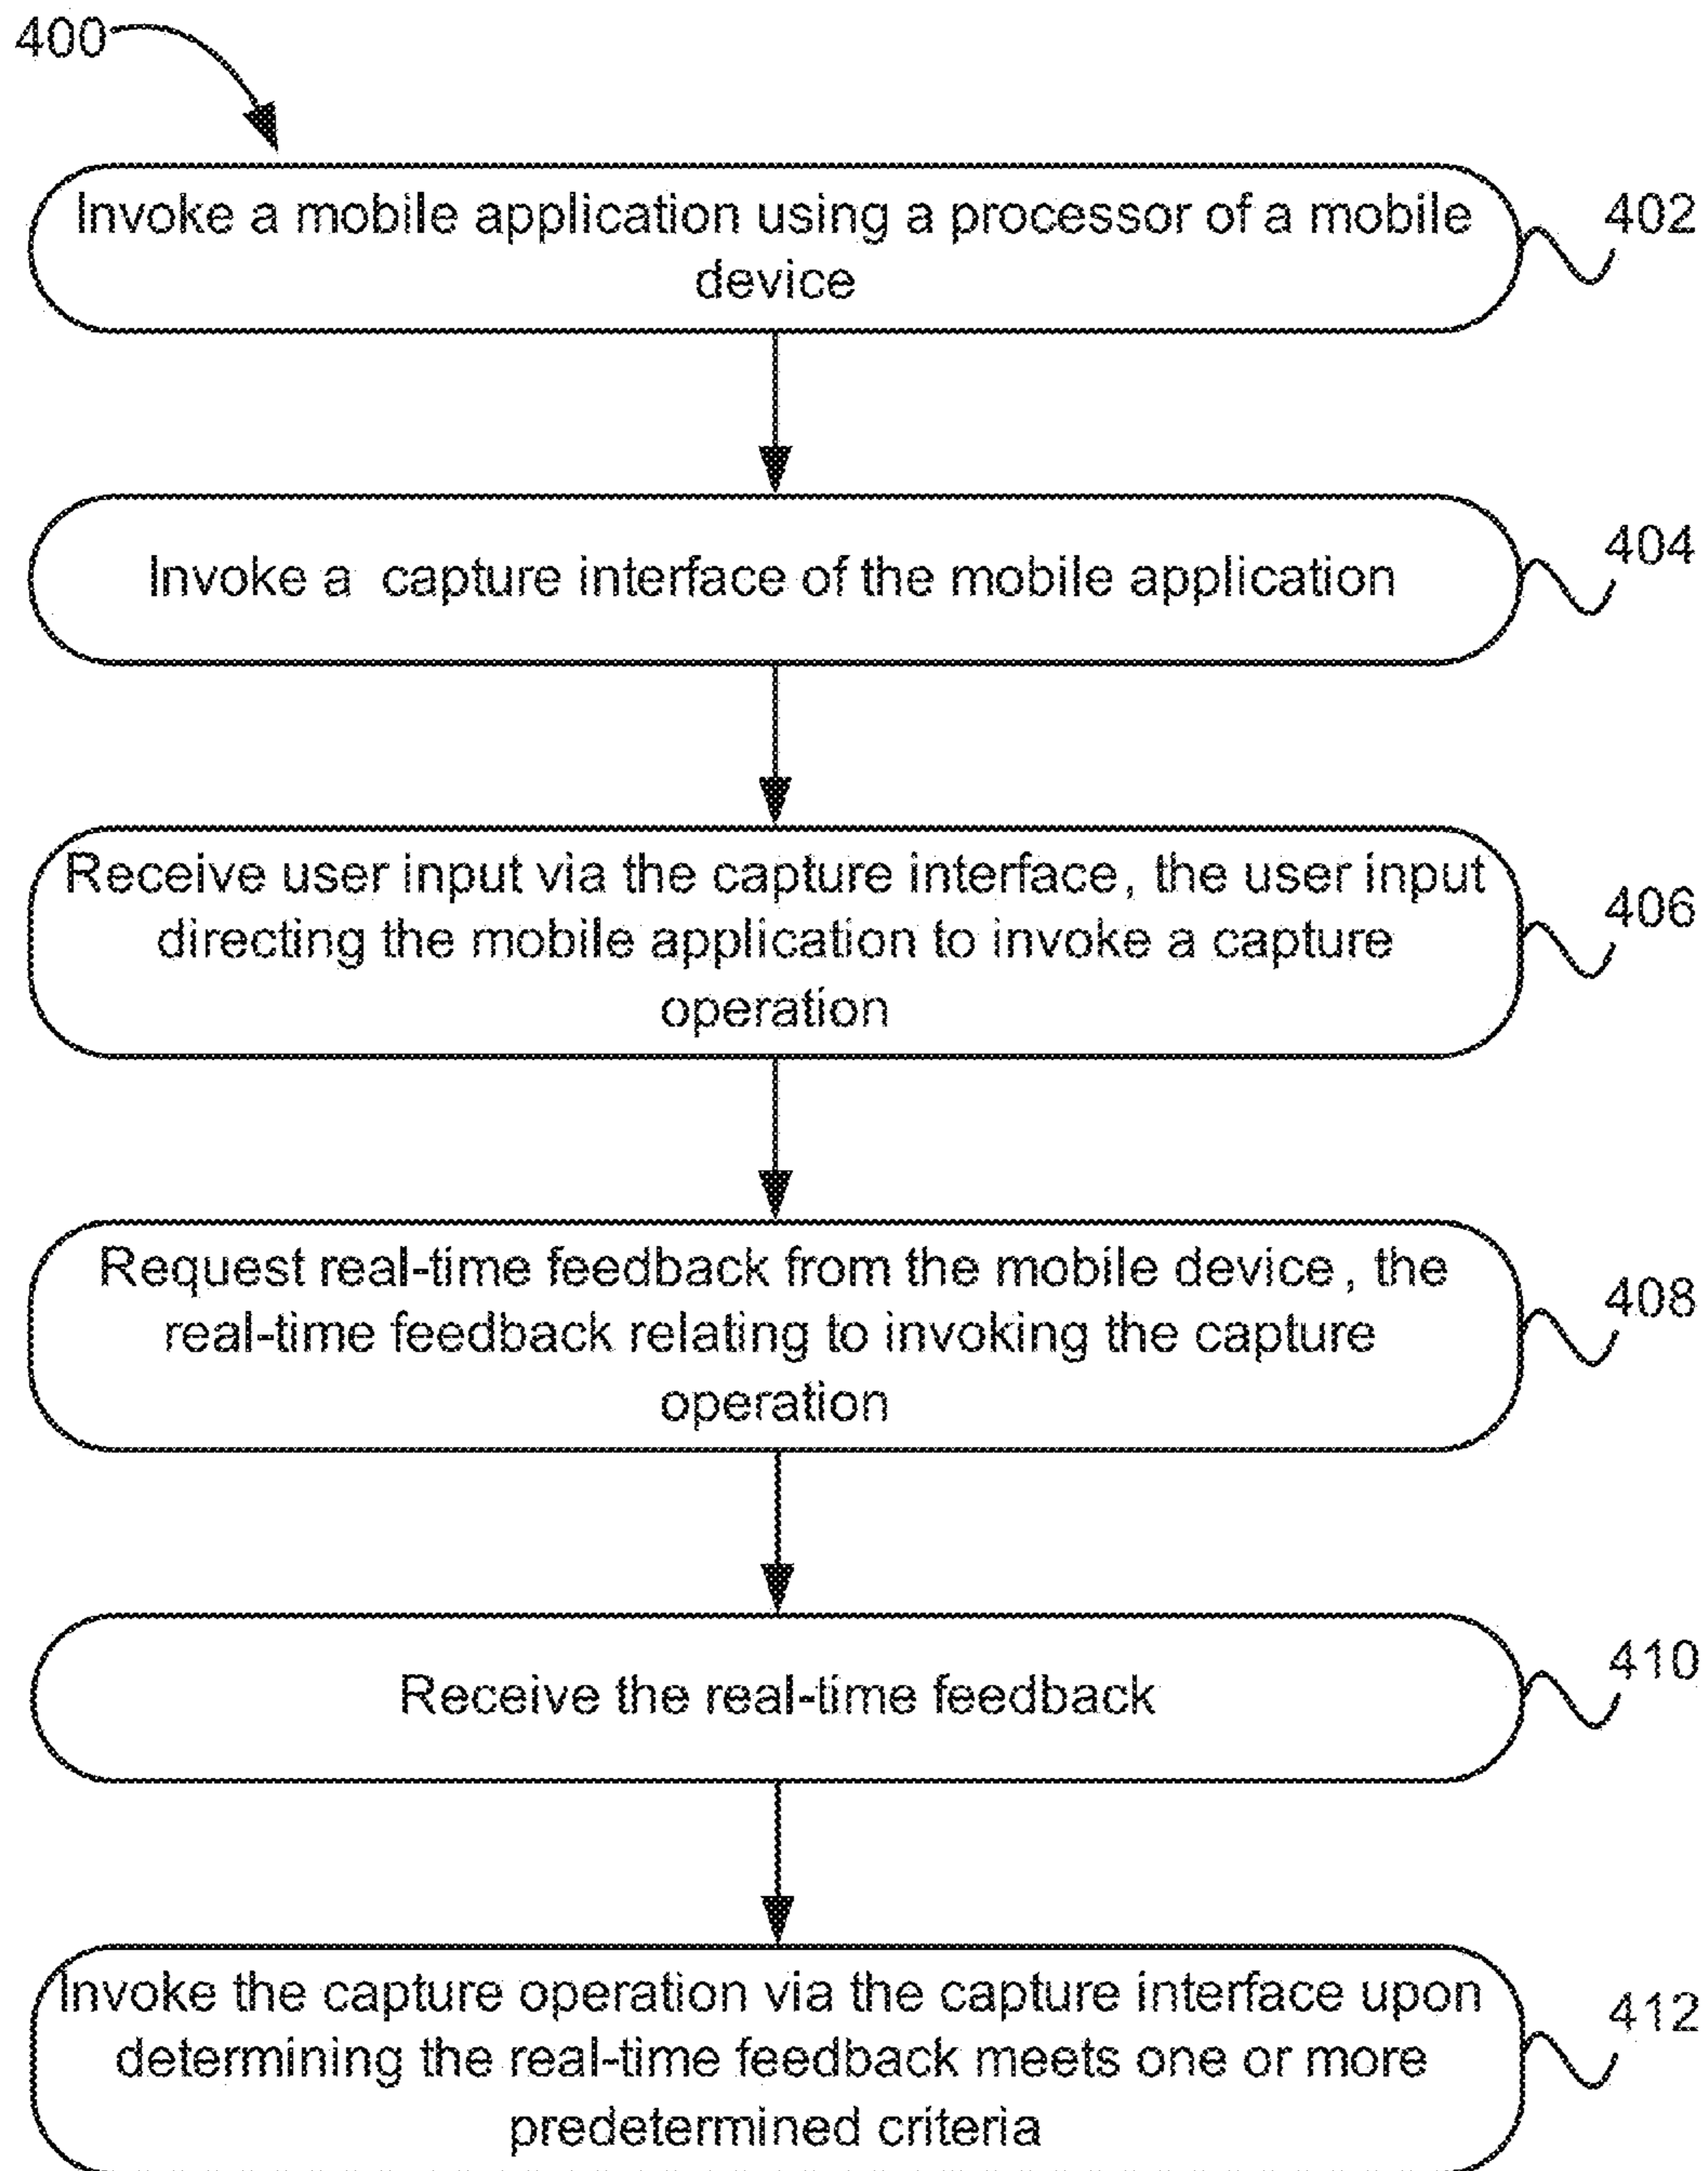 400
Invoke a mobile application using a processor of a mobile
device
402
Invoke a capture interface of the mobile application
404
Receive user input via the capture interface, the user input
directing the mobile application to invoke a capture
operation
406
Request real-time feedback from the mobile device, the
real-time feedback relating to invoking the capture
operation
408
Receive the real-time feedback
410
Invoke the capture operation via the capture interface upon
determining the real-time feedback meets one or more
predetermined criteria
412